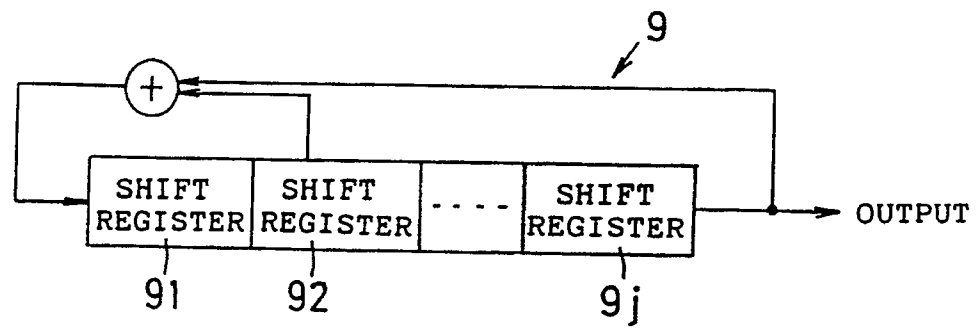 9
+
SHIFT REGISTER
SHIFT REGISTER
----
SHIFT REGISTER
OUTPUT
91
92
9j